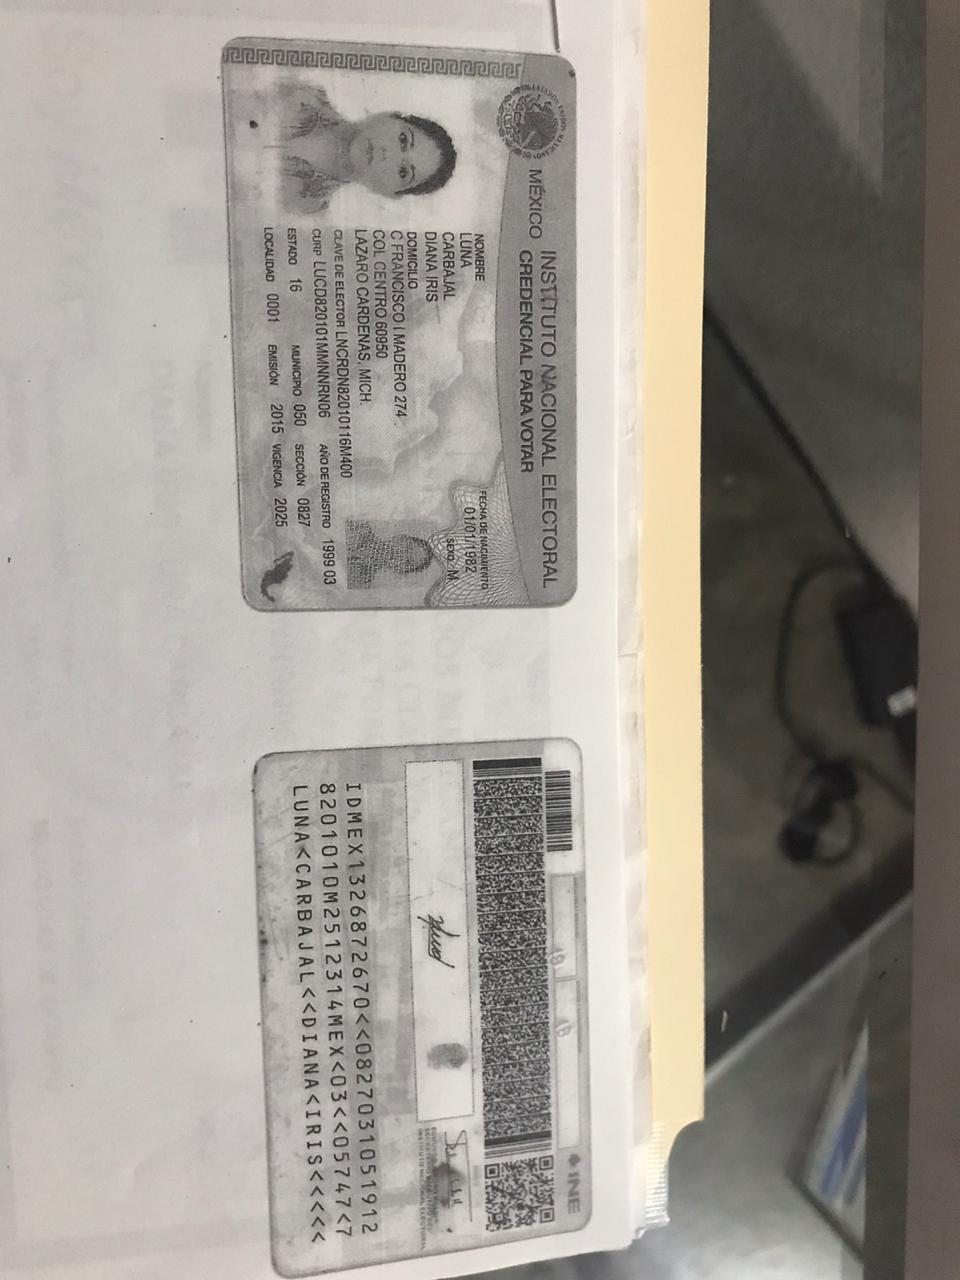 MÉXICO INSTITUTO NACIONAL ELECTORAL
CREDENCIAL PARA VOTAR
NOMBRE
LUNA
CARBAJAL
DIANA IRIS
FECHA DE NACIMIENTO
01/01/1982
SEXO M
DOMICILIO
C FRANCISCO I MADERO 274
COL CENTRO 60950
LAZARO CARDENAS, MICH.
CLAVE DE ELECTOR LNCRDN82010116M400
CURP LUCD820101MMNNRN06 AÑO DE REGISTRO 1999 03
ESTADO 16 MUNICIPIO 050 SECCIÓN 0827
LOCALIDAD 0001 EMISIÓN 2015 VIGENCIA 2025
INE
IDMEX1326872670<<0827031051912
8201010M2512314MEX<03<<05747<7
LUNA<CARBAJAL<<DIANA<IRIS<<<<<